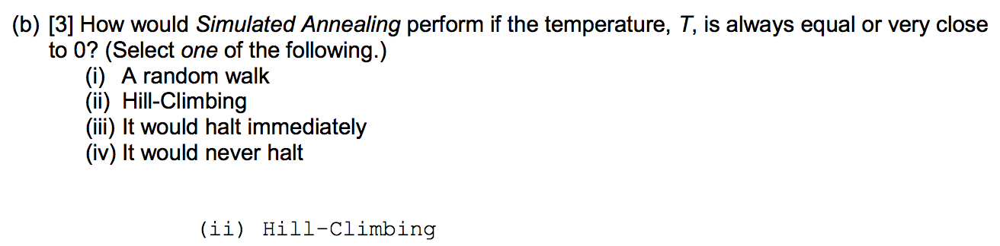 (b) [3] How would Simulated Annealing perform if the temperature, T, is always equal or very close
to 0? (Select one of the following.)
(i) A random walk
(ii) Hill-Climbing
(iii) It would halt immediately
(iv) It would never halt
(ii) Hill-Climbing